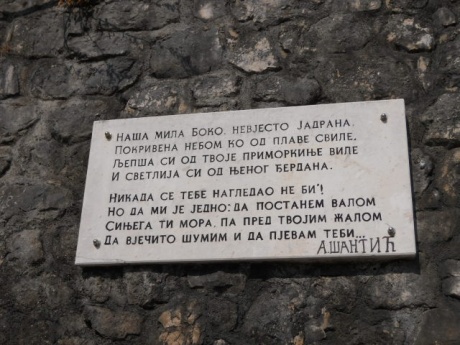 НАША МИЛА БОКО, НЕВЈЕСТО ЈАДРАНА,
ПОКРИВЕНА НЕБОМ КО ОД ПЛАВЕ СВИЛЕ,
ЉЕПША СИ ОД ТВОЈЕ ПРИМОРКИЊЕ ВИЛЕ
И СВЕТЛИЈА СИ ОД ЊЕНОГ ЂЕРДАНА.
НИКАДА СЕ ТЕБЕ НАГЛЕДАО НЕ БИ'!
НО ДА МИ ЈЕ ЈЕДНО: ДА ПОСТАНЕМ ВАЛОМ
СИЊЕГА ТИ МОРА, ПА ПРЕД ТВОЈИМ ЖАЛОМ
ДА ВЈЕЧИТО ШУМИМ И ДА ПЈЕВАМ ТЕБИ...
А.ШАНТИЋ